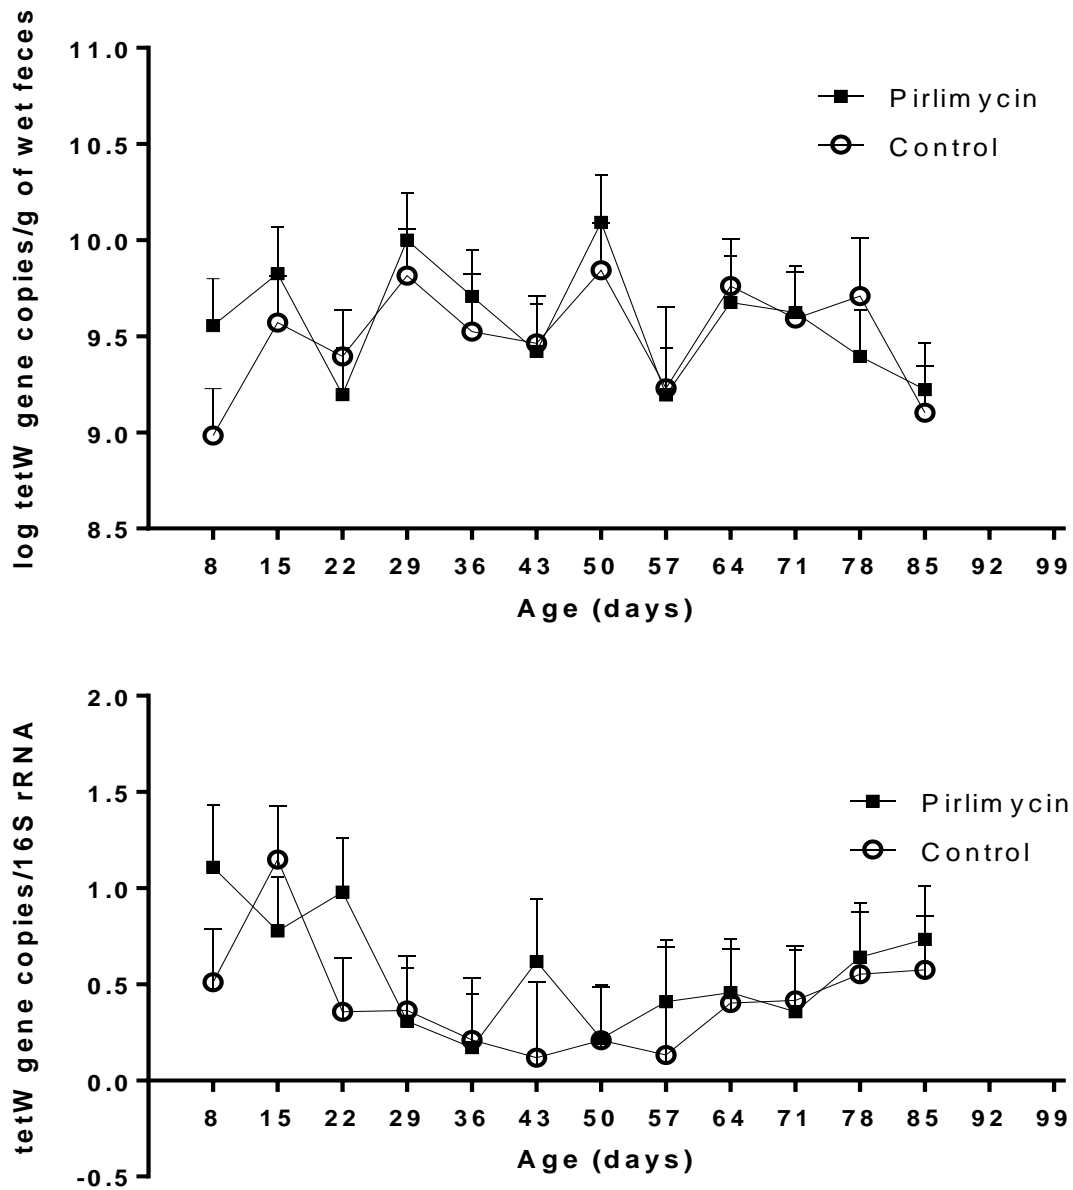 log tetW gene copies/g of wet feces
11.0
10.5
10.0
9.5
9.0
8.5
Pirlimycin
Control
8 15 22 29 36 43 50 57 64 71 78 85 92 99
Age (days)
tetW gene copies/16S rRNA
2.0
1.5
1.0
0.5
0.0
-0.5
Pirlimycin
Control
8 15 22 29 36 43 50 57 64 71 78 85 92 99
Age (days)